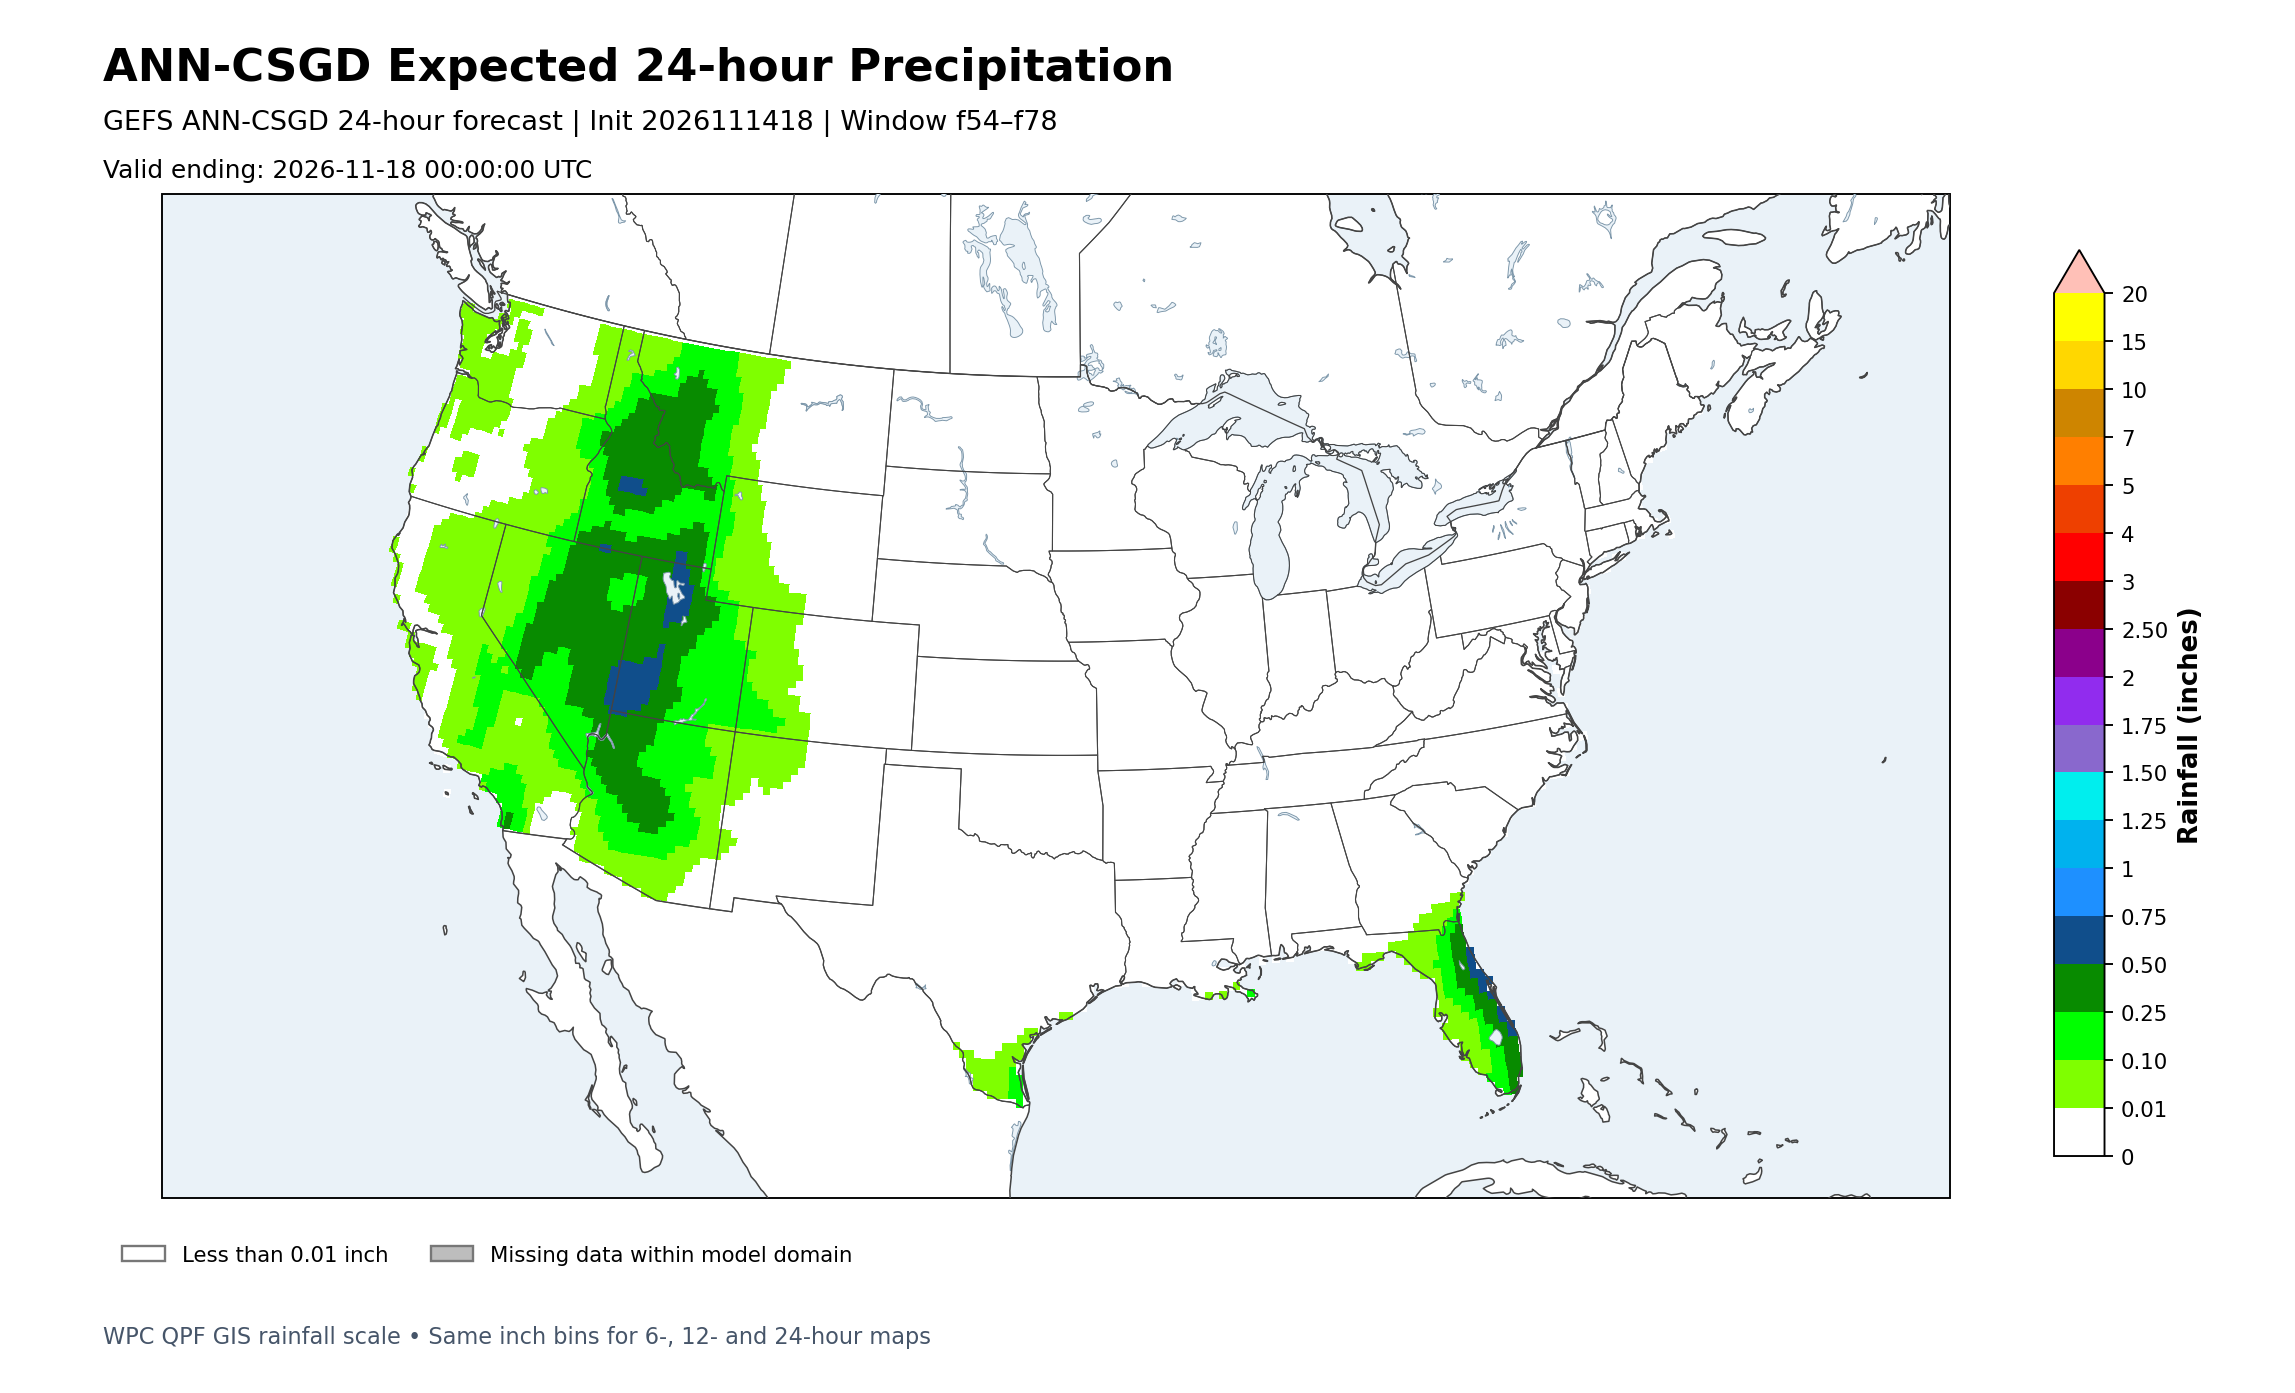 ANN-CSGD Expected 24-hour Precipitation
GEFS ANN-CSGD 24-hour forecast | Init 2026111418 | Window f54–f78
Valid ending: 2026-11-18 00:00:00 UTC
20
15
10
7
5
4
3
2.50
2
1.75
1.50
1.25
1
0.75
0.50
0.25
0.10
0.01
0
Rainfall (inches)
Less than 0.01 inch
Missing data within model domain
WPC QPF GIS rainfall scale • Same inch bins for 6-, 12- and 24-hour maps